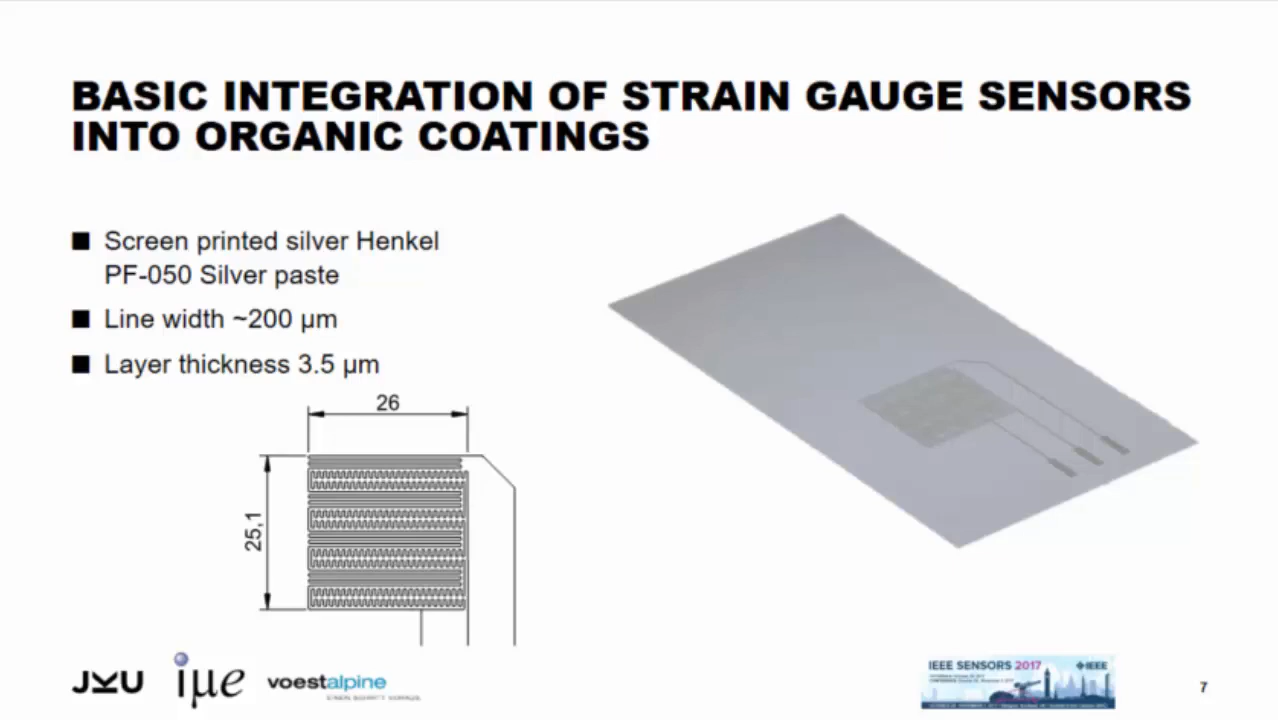 BASIC INTEGRATION OF STRAIN GAUGE SENSORS
INTO ORGANIC COATINGS
■ Screen printed silver Henkel
PF-050 Silver paste
■ Line width ~200 µm
■ Layer thickness 3.5 µm
26
25,1
JKU
iµe
voestalpine
IEEE SENSORS 2017
IEEE
7